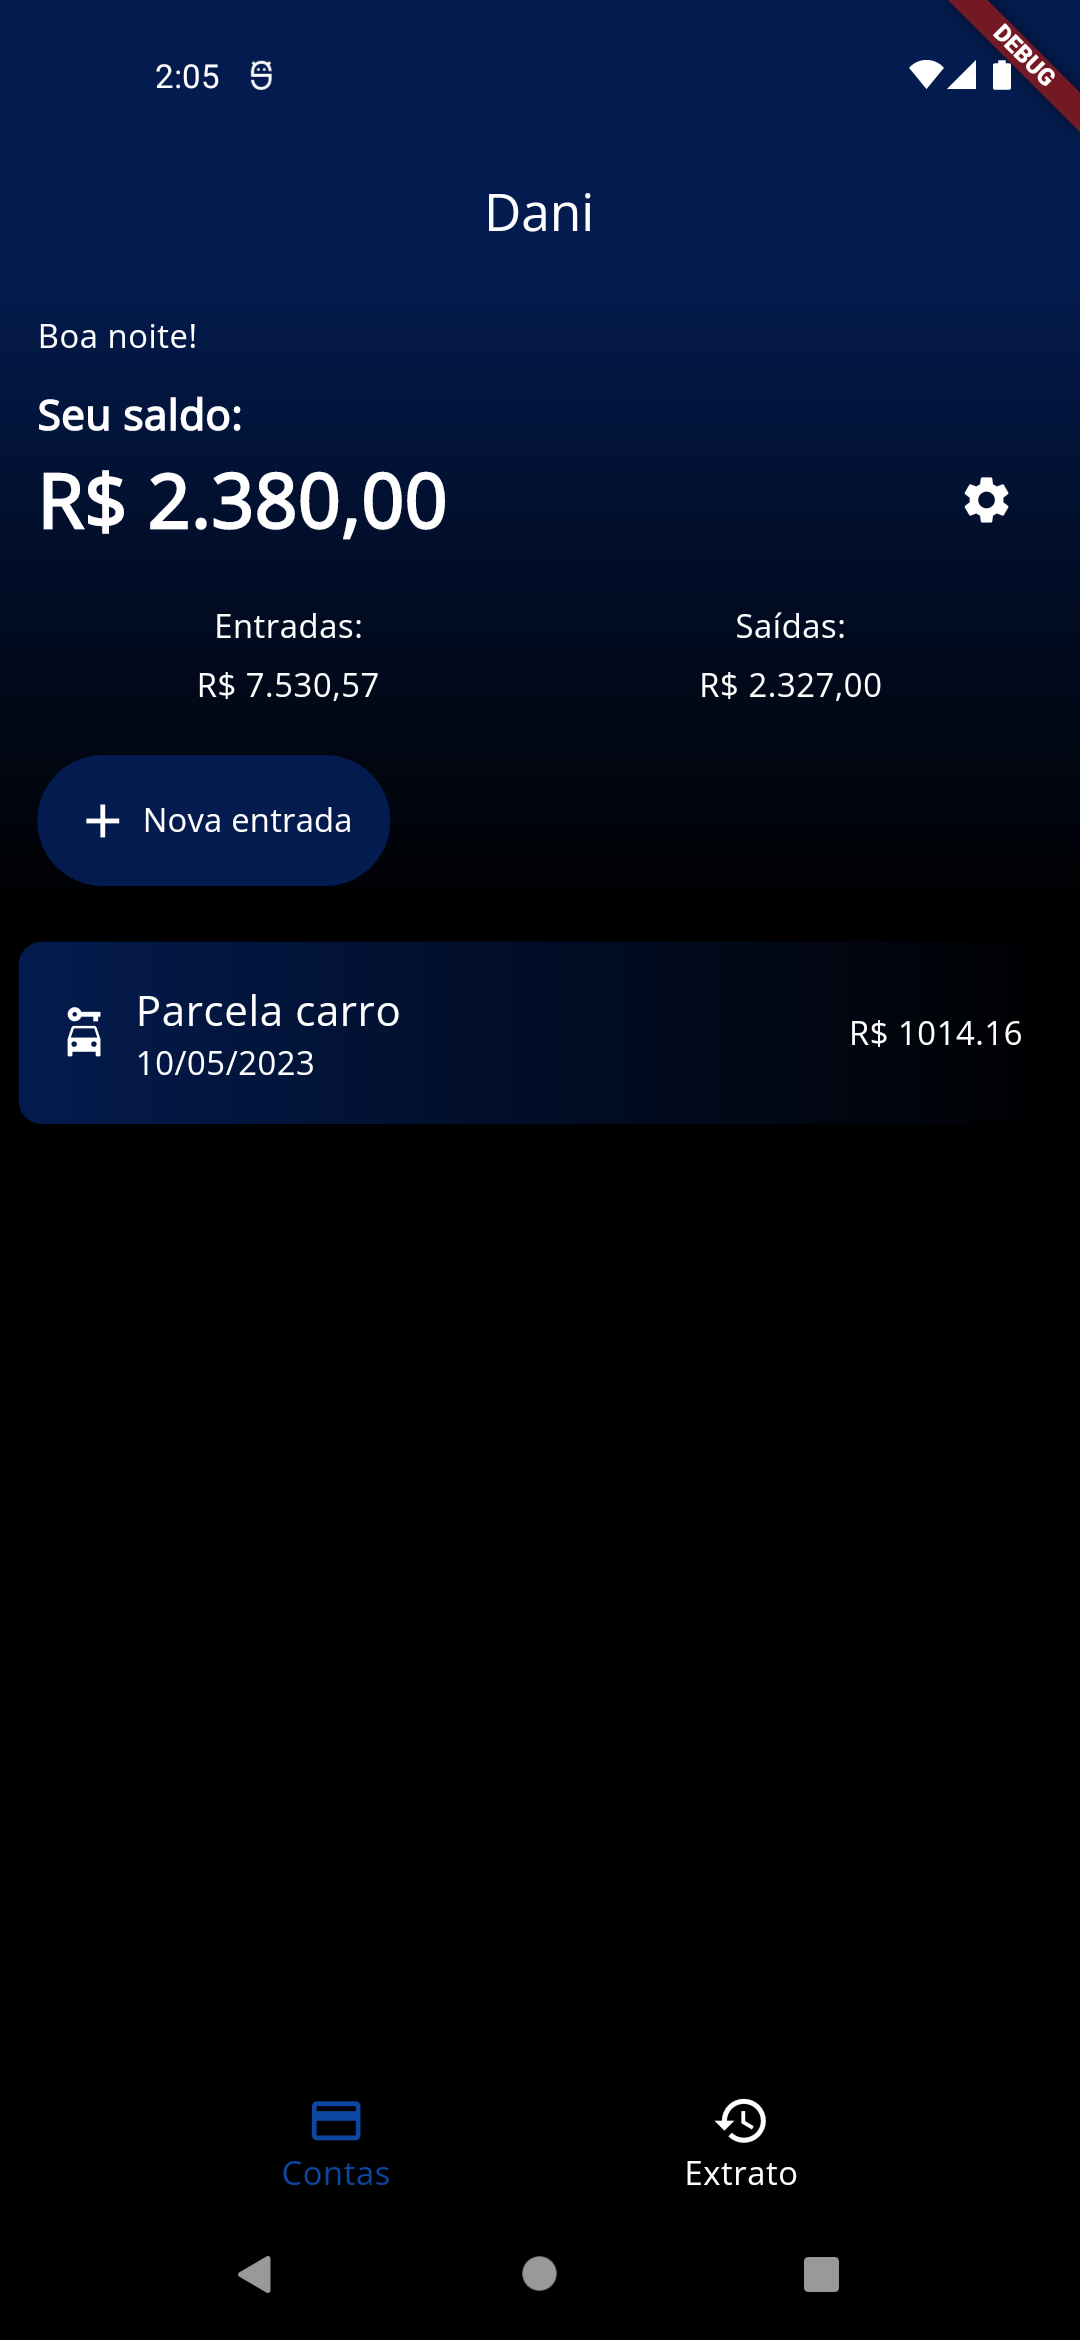 2:05
DEBUG
Dani
Boa noite!
Seu saldo:
R$ 2.380,00
Entradas:
Saídas:
R$ 7.530,57
R$ 2.327,00
Nova entrada
Parcela carro
10/05/2023
R$ 1014.16
Contas
Extrato